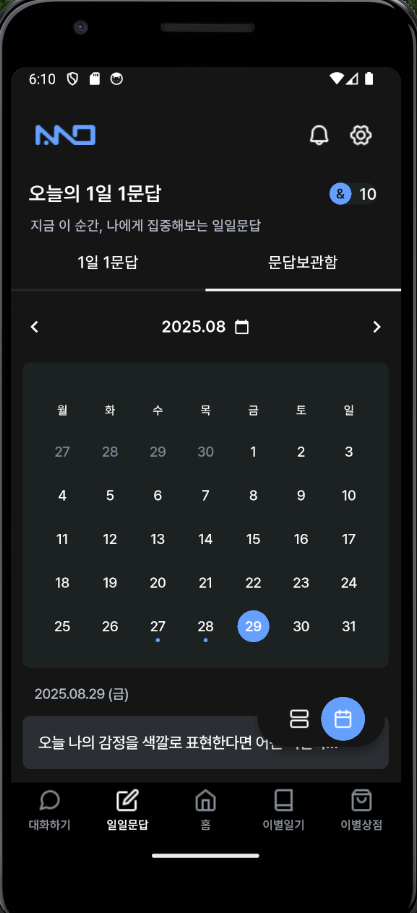 6:10
오늘의 1일 1문답
& 10
지금 이 순간, 나에게 집중해보는 일일문답
1일 1문답 문답보관함
2025.08
월 화 수 목 금 토 일
27 28 29 30 1 2 3
4 5 6 7 8 9 10
11 12 13 14 15 16 17
18 19 20 21 22 23 24
25 26 27 28 29 30 31
2025.08.29 (금)
오늘 나의 감정을 색깔로 표현한다면
대화하기 일일문답 홈 이별일기 이별상점